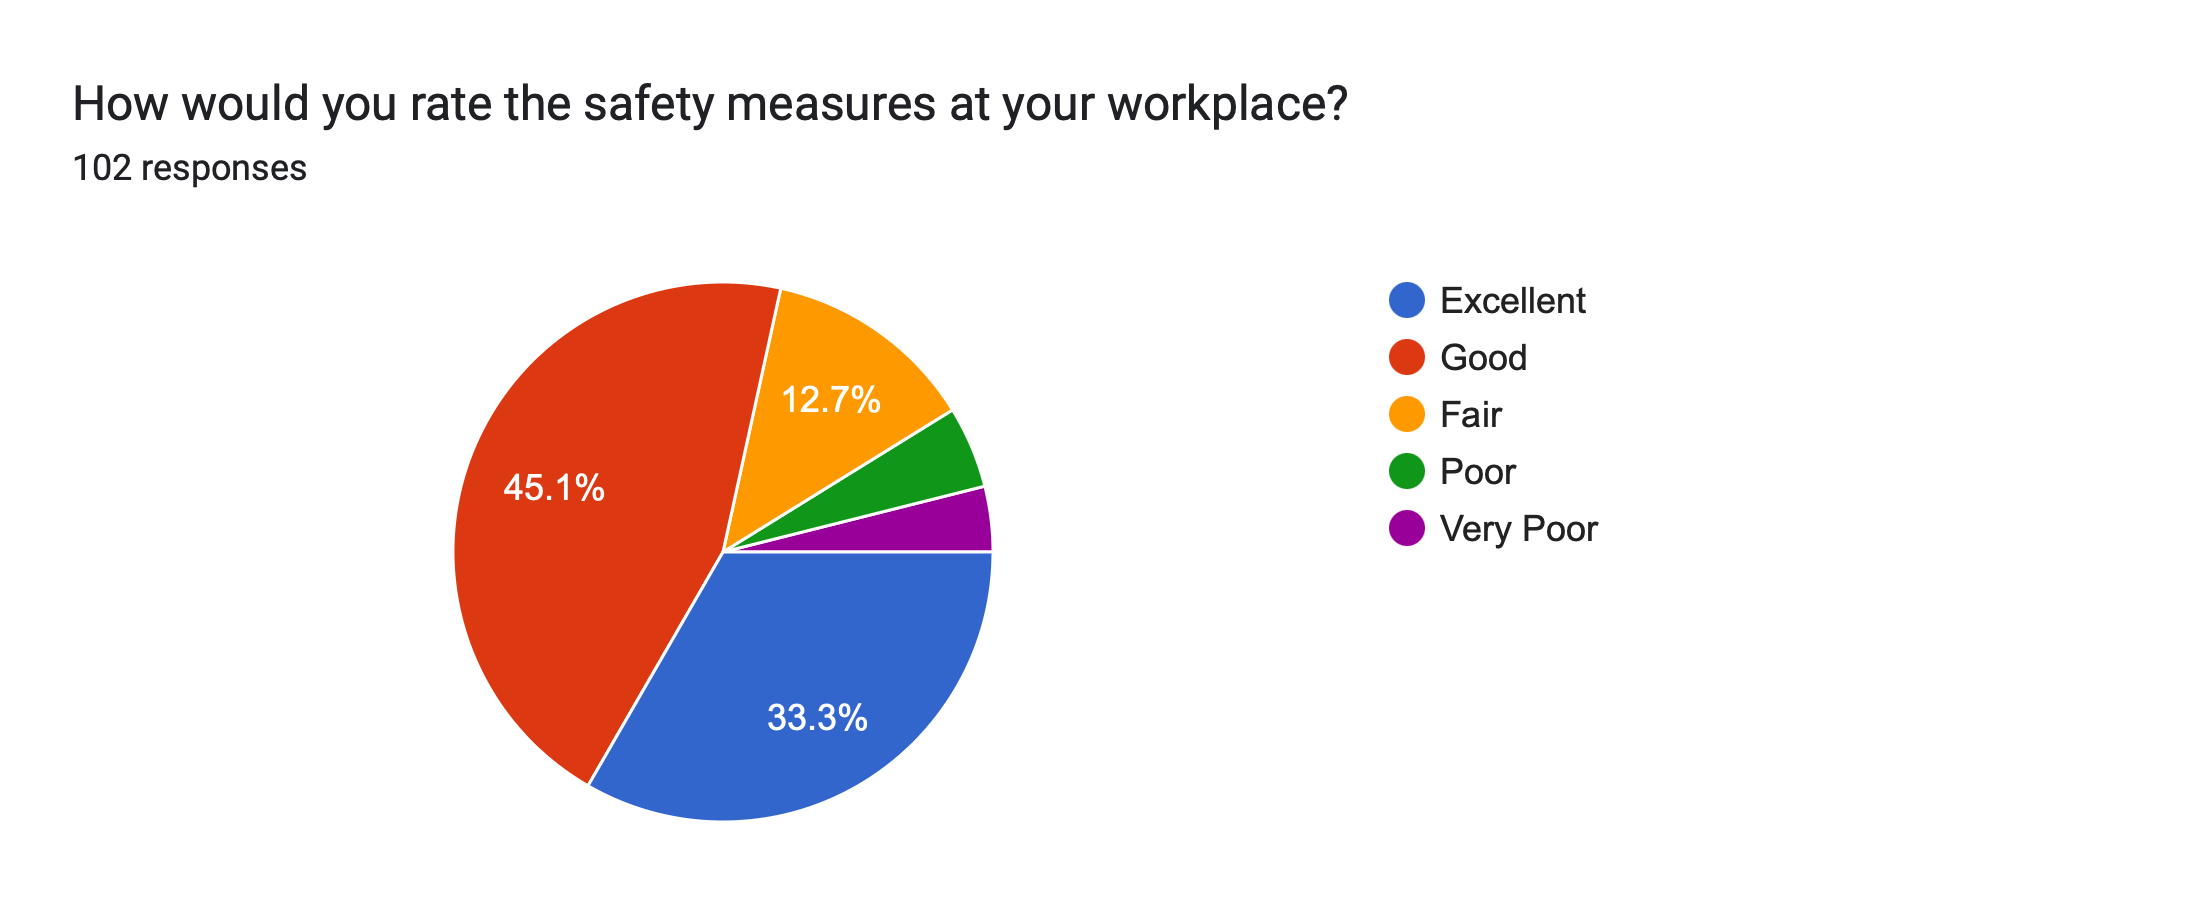 How would you rate the safety measures at your workplace?
102 responses
12.7%
45.1%
33.3%
Excellent
Good
Fair
Poor
Very Poor